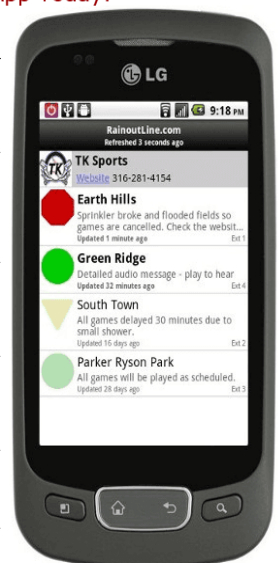 App Today!
LG
9:18 PM
RainoutLine.com
Refreshed 3 seconds ago
TK
TK Sports
Website 316-281-4154
Earth Hills
Sprinkler broke and flooded fields so
games are cancelled. Check the websit...
Updated 1 minute ago Ext 1
Green Ridge
Detailed audio message - play to hear
Updated 32 minutes ago Ext 4
South Town
All games delayed 30 minutes due to
small shower.
Updated 16 days ago Ext 2
Parker Ryson Park
All games will be played as scheduled.
Updated 28 days ago Ext 3